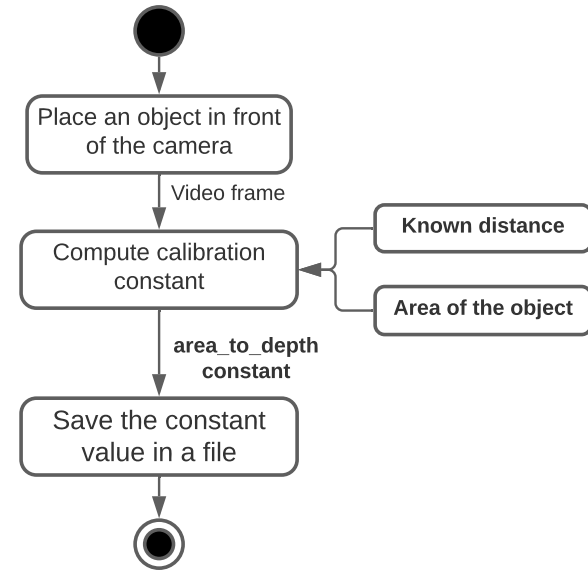 Place an object in front
of the camera
Video frame
Compute calibration
constant
Known distance
Area of the object
area_to_depth
constant
Save the constant
value in a file